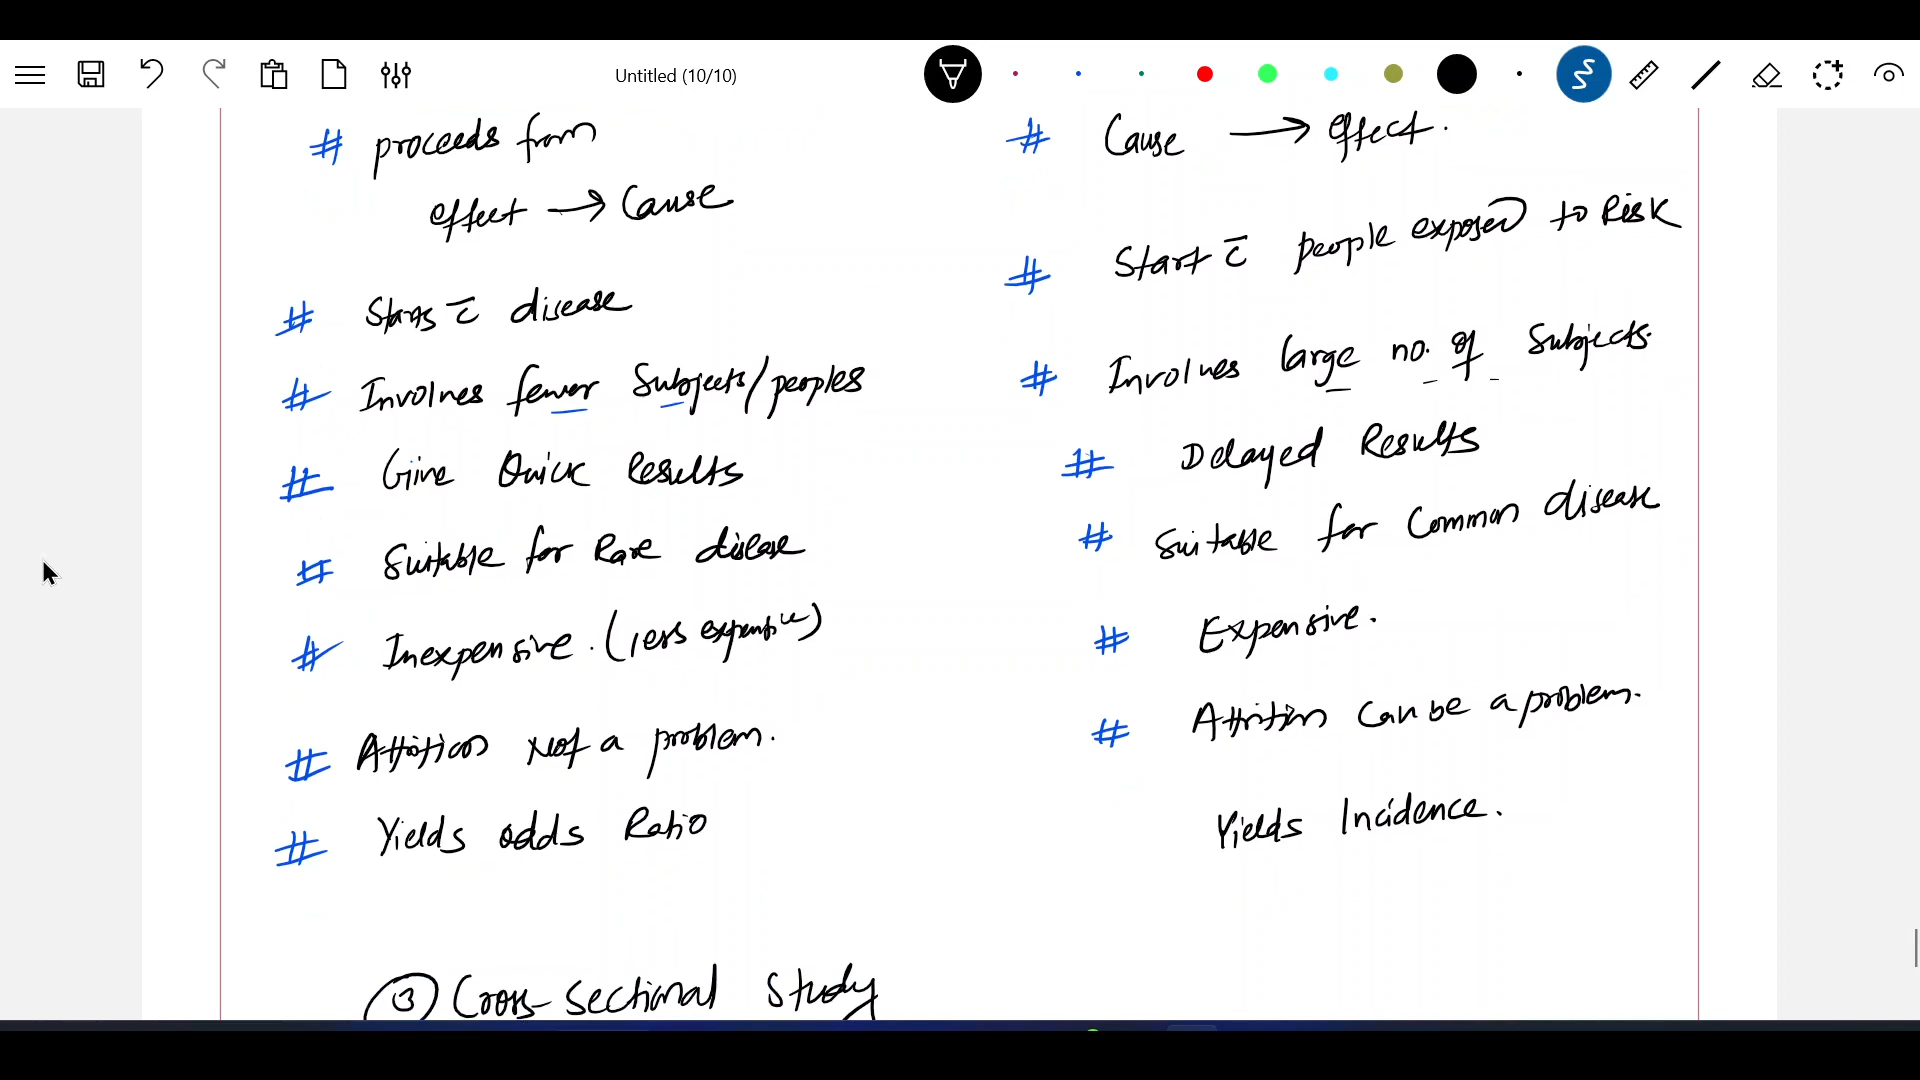 Untitled (10/10)
# proceeds from
effect → Cause
# Starts c̄ disease
# Involves fewer Subjects/peoples
# Give Quick Results
# Suitable for Rare disease
# Inexpensive. (less expensive)
# Attrition not a problem.
# Yields odds Ratio
# Cause → effect.
# Start c̄ people exposed to Risk
# Involves large no. of Subjects.
# Delayed Results
# Suitable for Common disease
# Expensive.
# Attrition can be a problem.
Yields Incidence.
③ Cross-Sectional Study